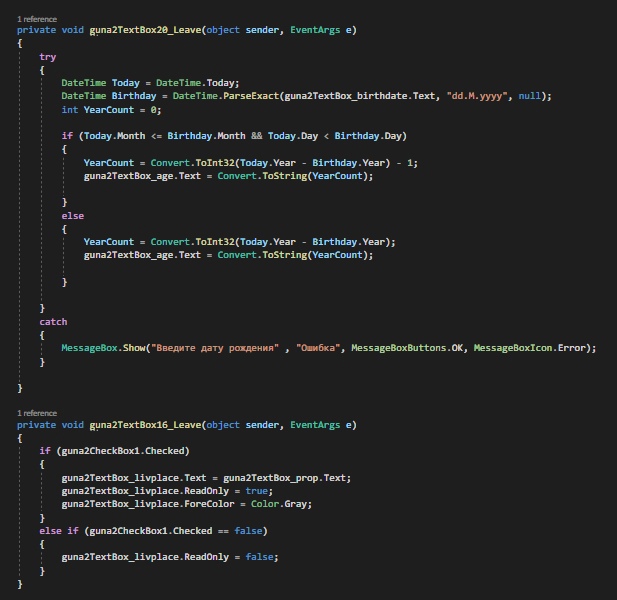 1 reference
private void guna2TextBox20_Leave(object sender, EventArgs e)
{
try
{
DateTime Today = DateTime.Today;
DateTime Birthday = DateTime.ParseExact(guna2TextBox_birthdate.Text, "dd.M.yyyy", null);
int YearCount = 0;
if (Today.Month <= Birthday.Month && Today.Day < Birthday.Day)
{
YearCount = Convert.ToInt32(Today.Year - Birthday.Year) - 1;
guna2TextBox_age.Text = Convert.ToString(YearCount);
}
else
{
YearCount = Convert.ToInt32(Today.Year - Birthday.Year);
guna2TextBox_age.Text = Convert.ToString(YearCount);
}
}
catch
{
MessageBox.Show("Введите дату рождения" , "Ошибка", MessageBoxButtons.OK, MessageBoxIcon.Error);
}
}
1 reference
private void guna2TextBox16_Leave(object sender, EventArgs e)
{
if (guna2CheckBox1.Checked)
{
guna2TextBox_livplace.Text = guna2TextBox_prop.Text;
guna2TextBox_livplace.ReadOnly = true;
guna2TextBox_livplace.ForeColor = Color.Gray;
}
else if (guna2CheckBox1.Checked == false)
{
guna2TextBox_livplace.ReadOnly = false;
}
}